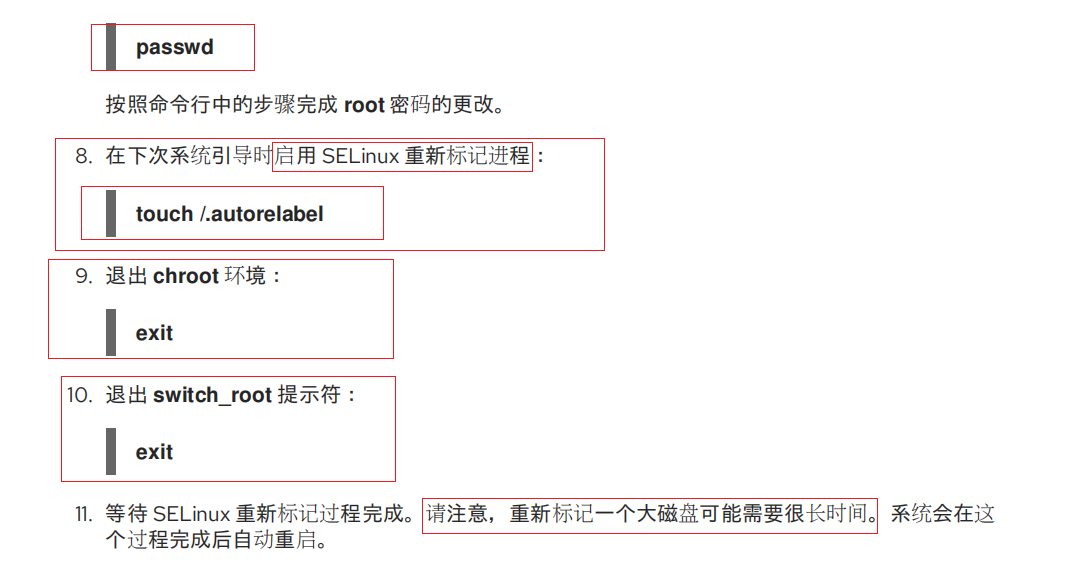 passwd
按照命令行中的步骤完成 root 密码的更改。
8. 在下次系统引导时启用 SELinux 重新标记进程：
touch /.autorelabel
9. 退出 chroot 环境：
exit
10. 退出 switch_root 提示符：
exit
11. 等待 SELinux 重新标记过程完成。请注意，重新标记一个大磁盘可能需要很长时间。系统会在这
个过程完成后自动重启。